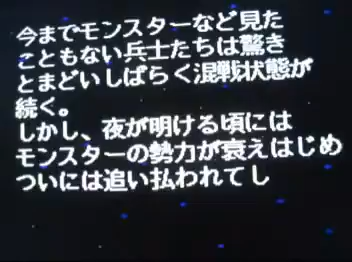 今までモンスターなど見た
こともない兵士たちは驚き
とまどいしばらく混戦状態が
続く。
しかし、夜が明ける頃には
モンスターの勢力が衰えはじめ
ついには追い払われてし